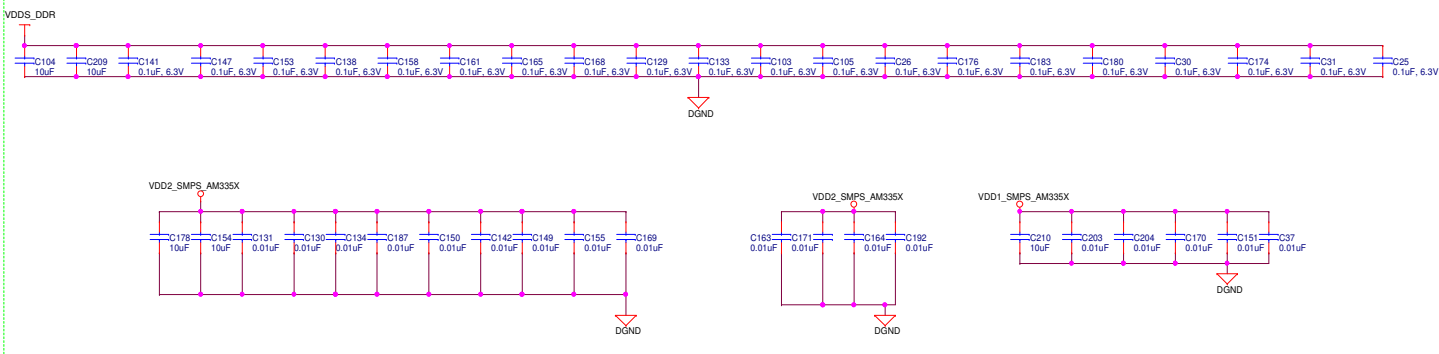 VDDS_DDR
C104 C209 C141 C147 C153 C138 C158 C161 C165 C168 C129 C133 C103 C105 C26 C176 C183 C180 C30 C174 C31 C25
10uF 10uF 0.1uF, 6.3V 0.1uF, 6.3V 0.1uF, 6.3V 0.1uF, 6.3V 0.1uF, 6.3V 0.1uF, 6.3V 0.1uF, 6.3V 0.1uF, 6.3V 0.1uF, 6.3V 0.1uF, 6.3V 0.1uF, 6.3V 0.1uF, 6.3V 0.1uF, 6.3V 0.1uF, 6.3V 0.1uF, 6.3V 0.1uF, 6.3V 0.1uF, 6.3V 0.1uF, 6.3V 0.1uF, 6.3V 0.1uF, 6.3V
DGND
VDD2_SMPS_AM335X
C178 C154 C131 C130 C134 C187 C150 C142 C149 C155 C169
10uF 10uF 0.01uF 0.01uF 0.01uF 0.01uF 0.01uF 0.01uF 0.01uF 0.01uF 0.01uF
DGND
VDD2_SMPS_AM335X
C163 C171 C164 C192
0.01uF 0.01uF 0.01uF 0.01uF
DGND
VDD1_SMPS_AM335X
C210 C203 C204 C170 C151 C37
10uF 0.01uF 0.01uF 0.01uF 0.01uF 0.01uF
DGND